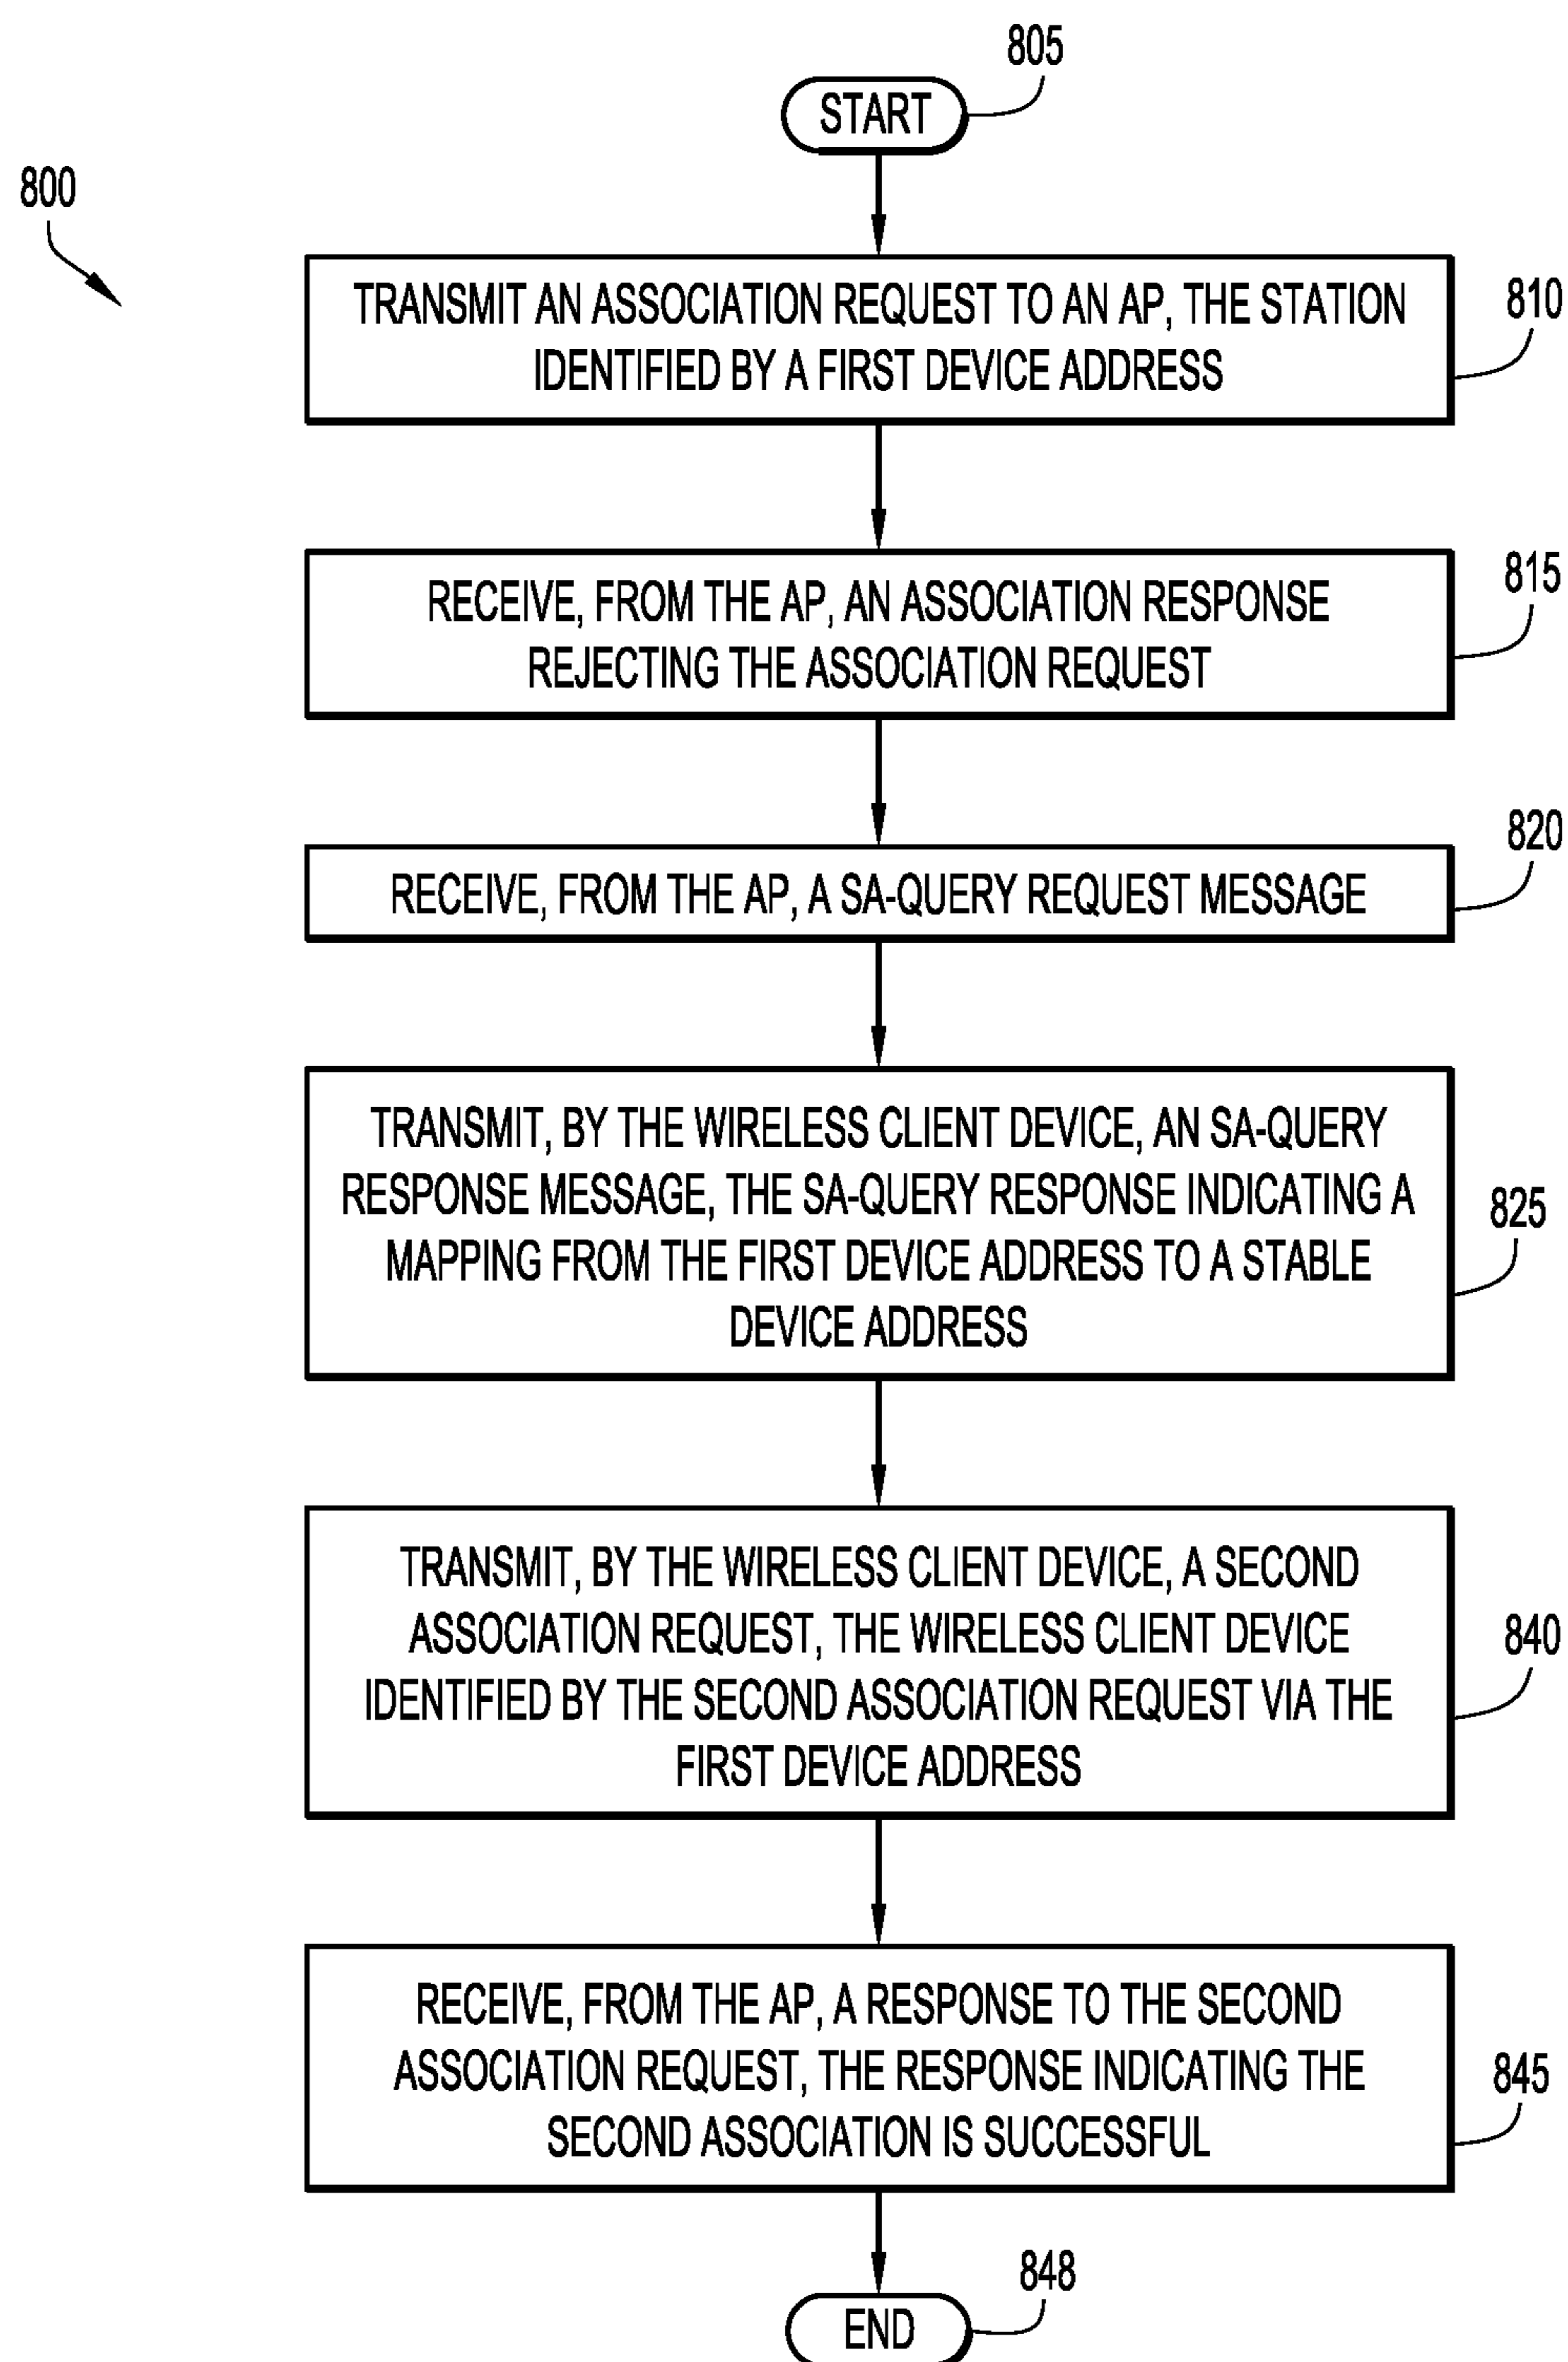 805
START
800
TRANSMIT AN ASSOCIATION REQUEST TO AN AP, THE STATION
IDENTIFIED BY A FIRST DEVICE ADDRESS
810
RECEIVE, FROM THE AP, AN ASSOCIATION RESPONSE
REJECTING THE ASSOCIATION REQUEST
815
RECEIVE, FROM THE AP, A SA-QUERY REQUEST MESSAGE
820
TRANSMIT, BY THE WIRELESS CLIENT DEVICE, AN SA-QUERY
RESPONSE MESSAGE, THE SA-QUERY RESPONSE INDICATING A
MAPPING FROM THE FIRST DEVICE ADDRESS TO A STABLE
DEVICE ADDRESS
825
TRANSMIT, BY THE WIRELESS CLIENT DEVICE, A SECOND
ASSOCIATION REQUEST, THE WIRELESS CLIENT DEVICE
IDENTIFIED BY THE SECOND ASSOCIATION REQUEST VIA THE
FIRST DEVICE ADDRESS
840
RECEIVE, FROM THE AP, A RESPONSE TO THE SECOND
ASSOCIATION REQUEST, THE RESPONSE INDICATING THE
SECOND ASSOCIATION IS SUCCESSFUL
845
848
END